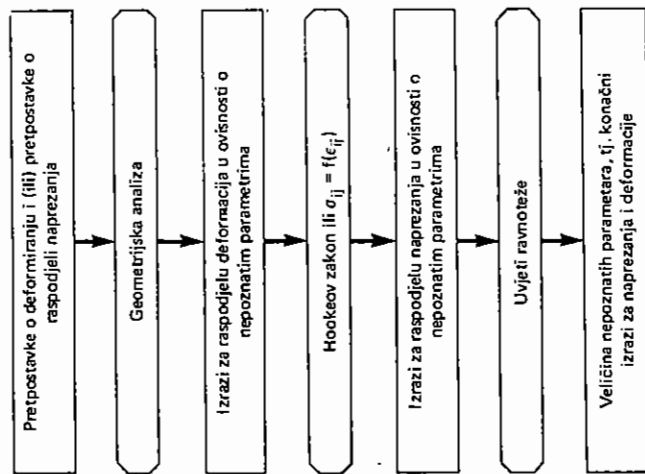 Pretpostavke o deformiranju i (ili) pretpostavke o
raspodjeli naprezanja
Geometrijska analiza
Izrazi za raspodjelu deformacija u ovisnosti o
nepoznatim parametrima
Hookeov zakon ili σij = f(εij)
Izrazi za raspodjelu naprezanja u ovisnosti o
nepoznatim parametrima
Uvjeti ravnoteže
Veličina nepoznatih parametara, tj. konačni
izrazi za naprezanja i deformacije